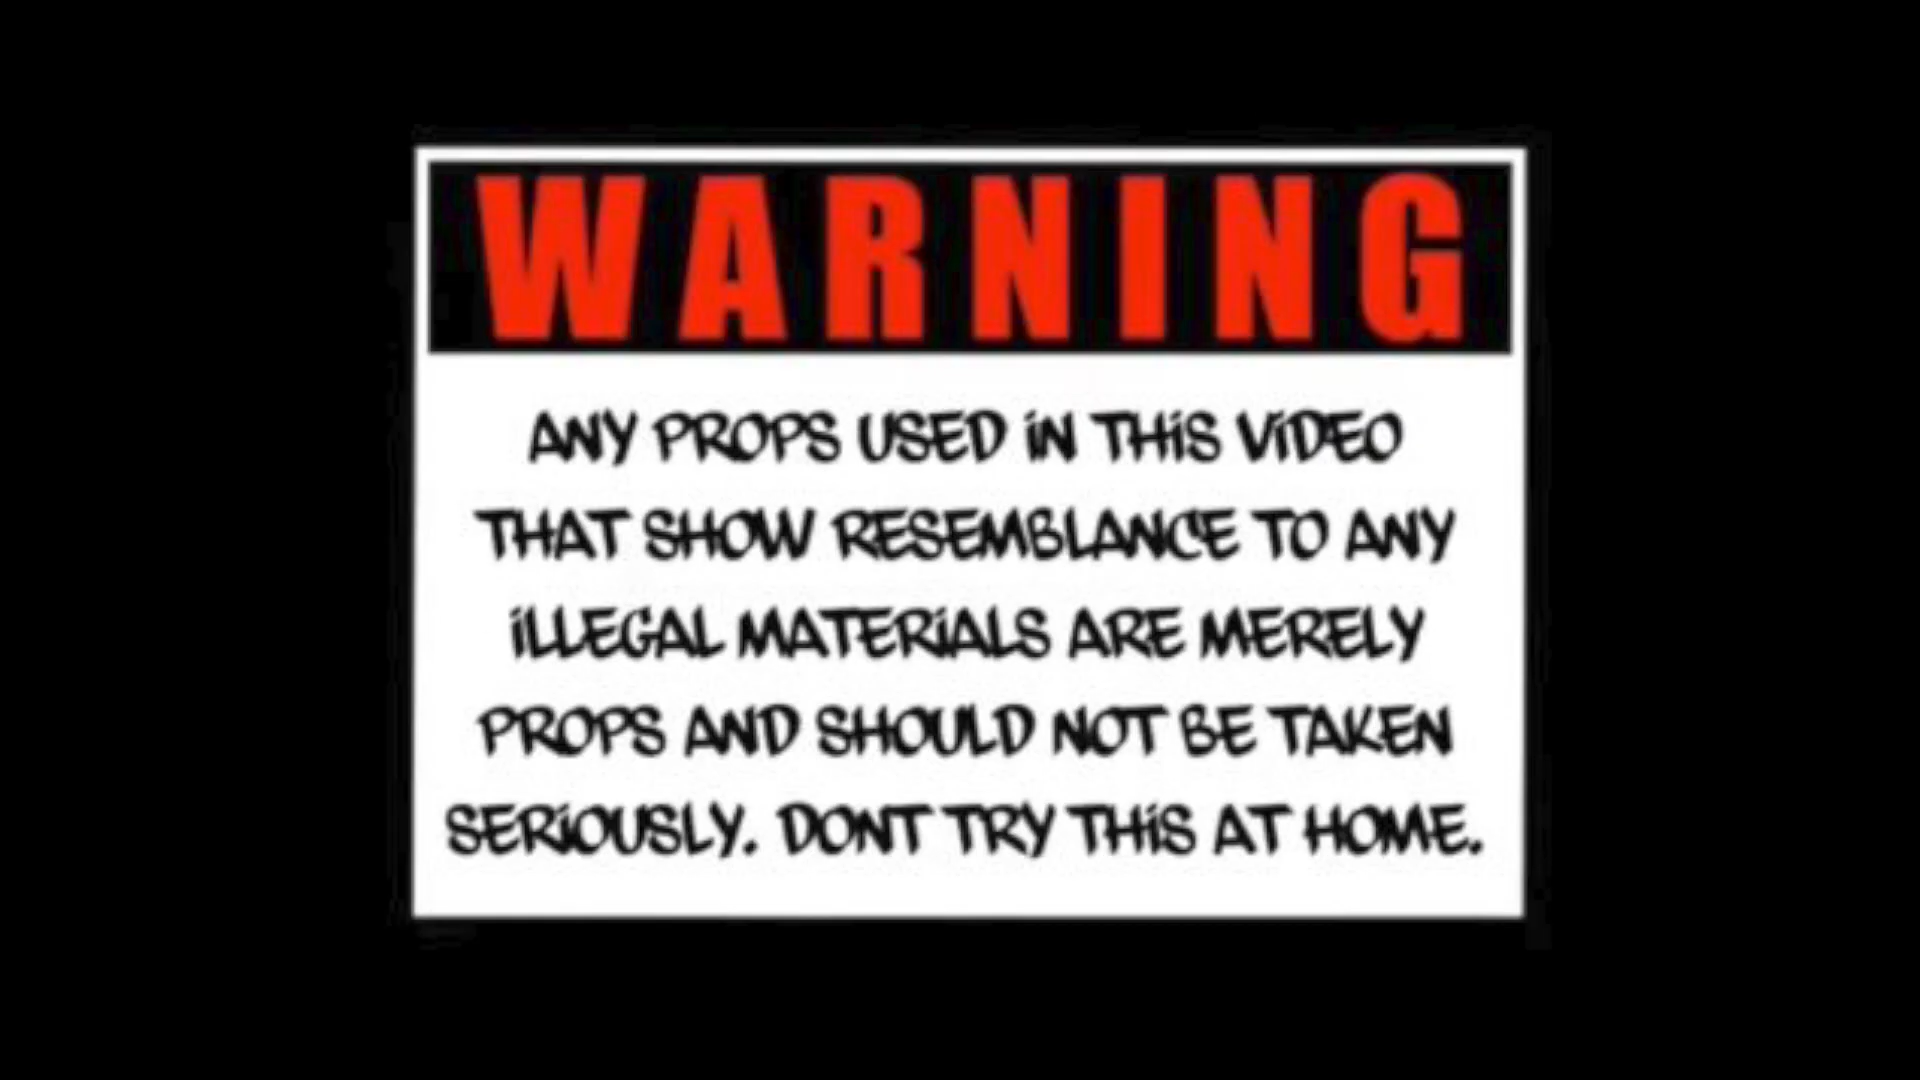 WARNING
ANY PROPS USED iN THiS ViDEO
THAT SHOW RESEMBLANCE TO ANY
iLLEGAL MATERiALS ARE MERELY
PROPS AND SHOULD NOT BE TAKEN
SERiOUSLY. DONT TRY THiS AT HOME.